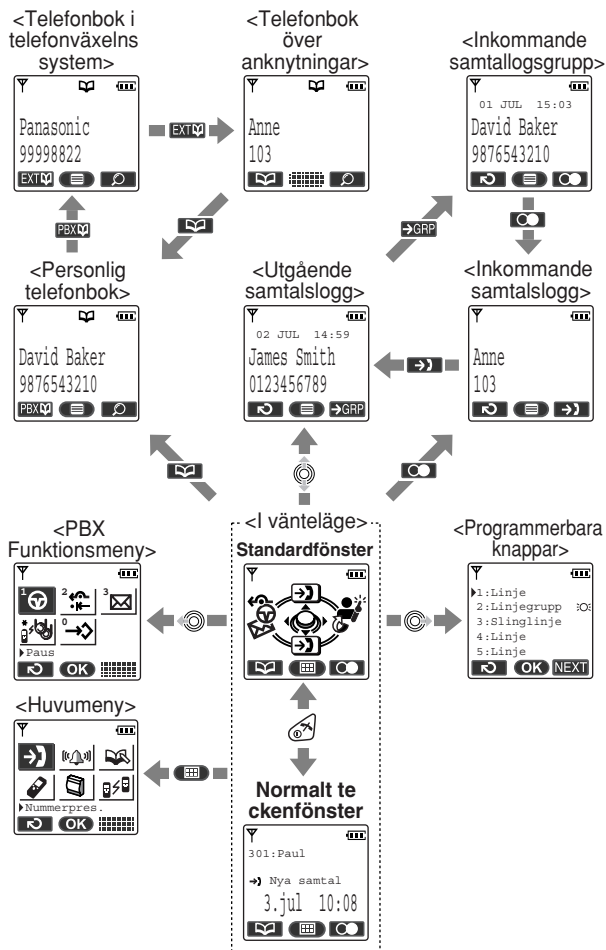 <Telefonbok i
telefonväxelns
system>
Panasonic
99998822
EXT
EXT
<Telefonbok
över
anknytningar>
Anne
103
<Inkommande
samtallogsgrupp>
01 JUL 15:03
David Baker
9876543210
PBX
→GRP
<Personlig
telefonbok>
David Baker
9876543210
PBX
<Utgående
samtalslogg>
02 JUL 14:59
James Smith
0123456789
→GRP
<Inkommande
samtalslogg>
Anne
103
<PBX
Funktionsmeny>
1 2 3
* 0
Paus
OK
<I vänteläge>
Standardfönster
<Programmerbara
knappar>
1:Linje
2:Linjegrupp
3:Slinglinje
4:Linje
5:Linje
OK NEXT
<Huvumeny>
Nummerpres.
OK
Normalt te
ckenfönster
301:Paul
Nya samtal
3.jul 10:08